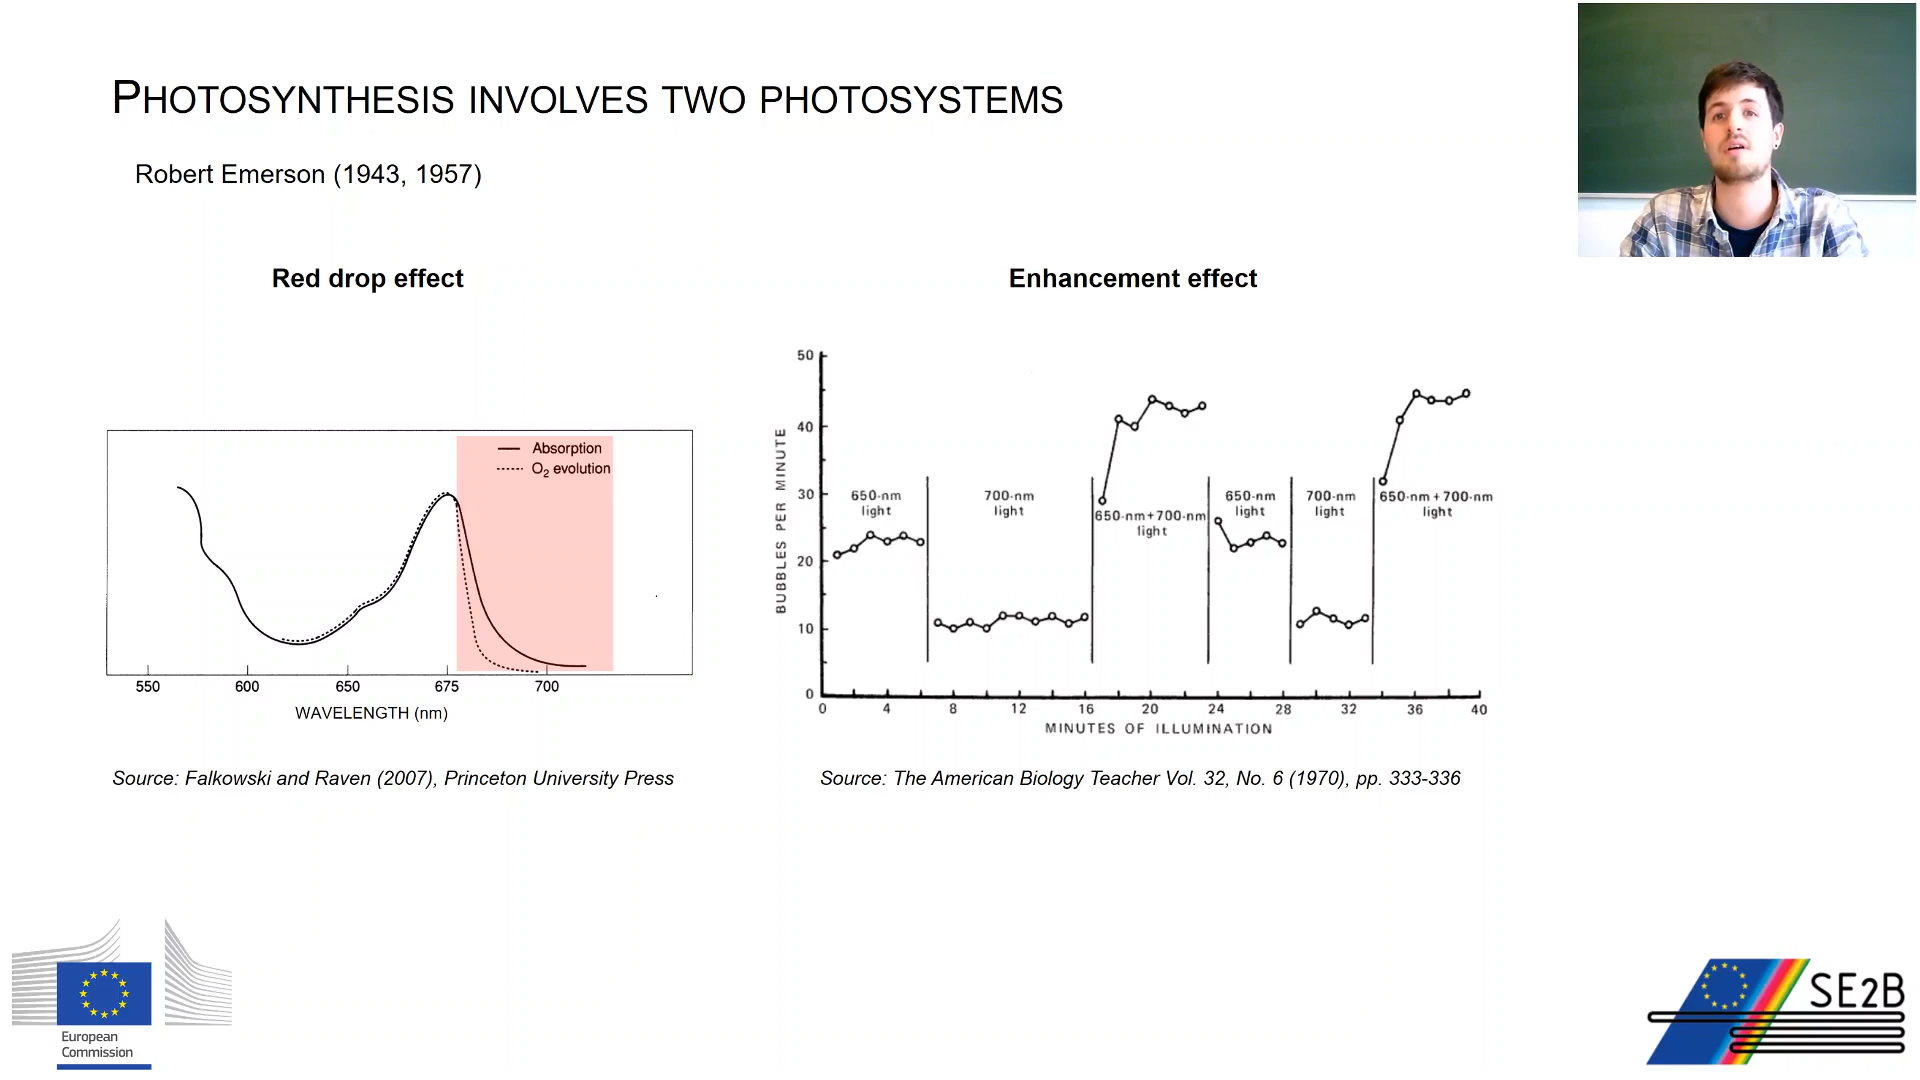 PHOTOSYNTHESIS INVOLVES TWO PHOTOSYSTEMS
Robert Emerson (1943, 1957)
Red drop effect
Absorption
O2 evolution
550 600 650 675 700
WAVELENGTH (nm)
Source: Falkowski and Raven (2007), Princeton University Press
Enhancement effect
BUBBLES PER MINUTE
50
40
30
20
10
0
650-nm
light
700-nm
light
650-nm+700-nm
light
650-nm
light
700-nm
light
650-nm+700-nm
light
0 4 8 12 16 20 24 28 32 36 40
MINUTES OF ILLUMINATION
Source: The American Biology Teacher Vol. 32, No. 6 (1970), pp. 333-336
European
Commission
SE2B